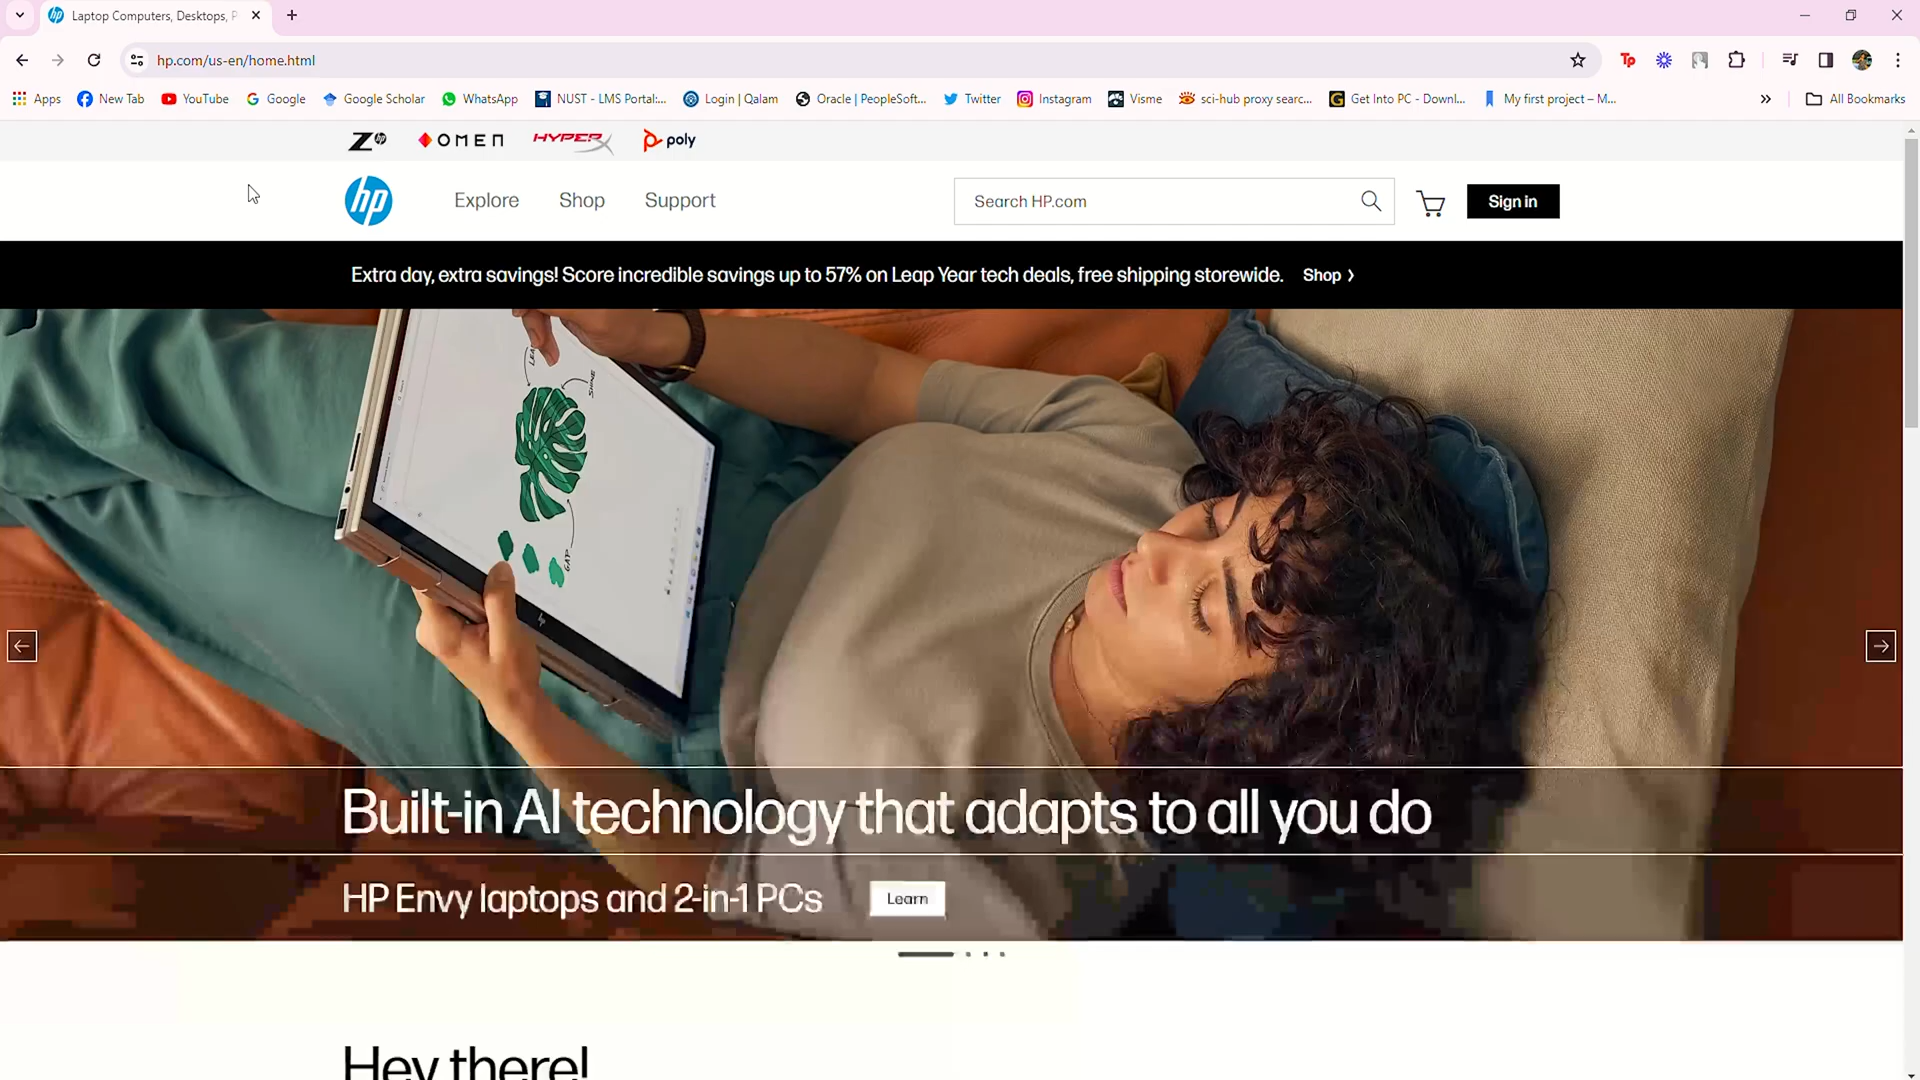 Laptop Computers, Desktops, P
hp.com/us-en/home.html
Tp
Apps New Tab YouTube Google Google Scholar WhatsApp NUST - LMS Portal:... Login | Qalam Oracle | PeopleSoft... Twitter Instagram Visme sci-hub proxy searc... Get Into PC - Downl... My first project – M... » All Bookmarks
Z hp OMEN HYPERX poly
hp Explore Shop Support Search HP.com Sign in
Extra day, extra savings! Score incredible savings up to 57% on Leap Year tech deals, free shipping storewide. Shop ›
SHINE
GAP
Built-in AI technology that adapts to all you do
HP Envy laptops and 2-in-1 PCs Learn
Hey there!